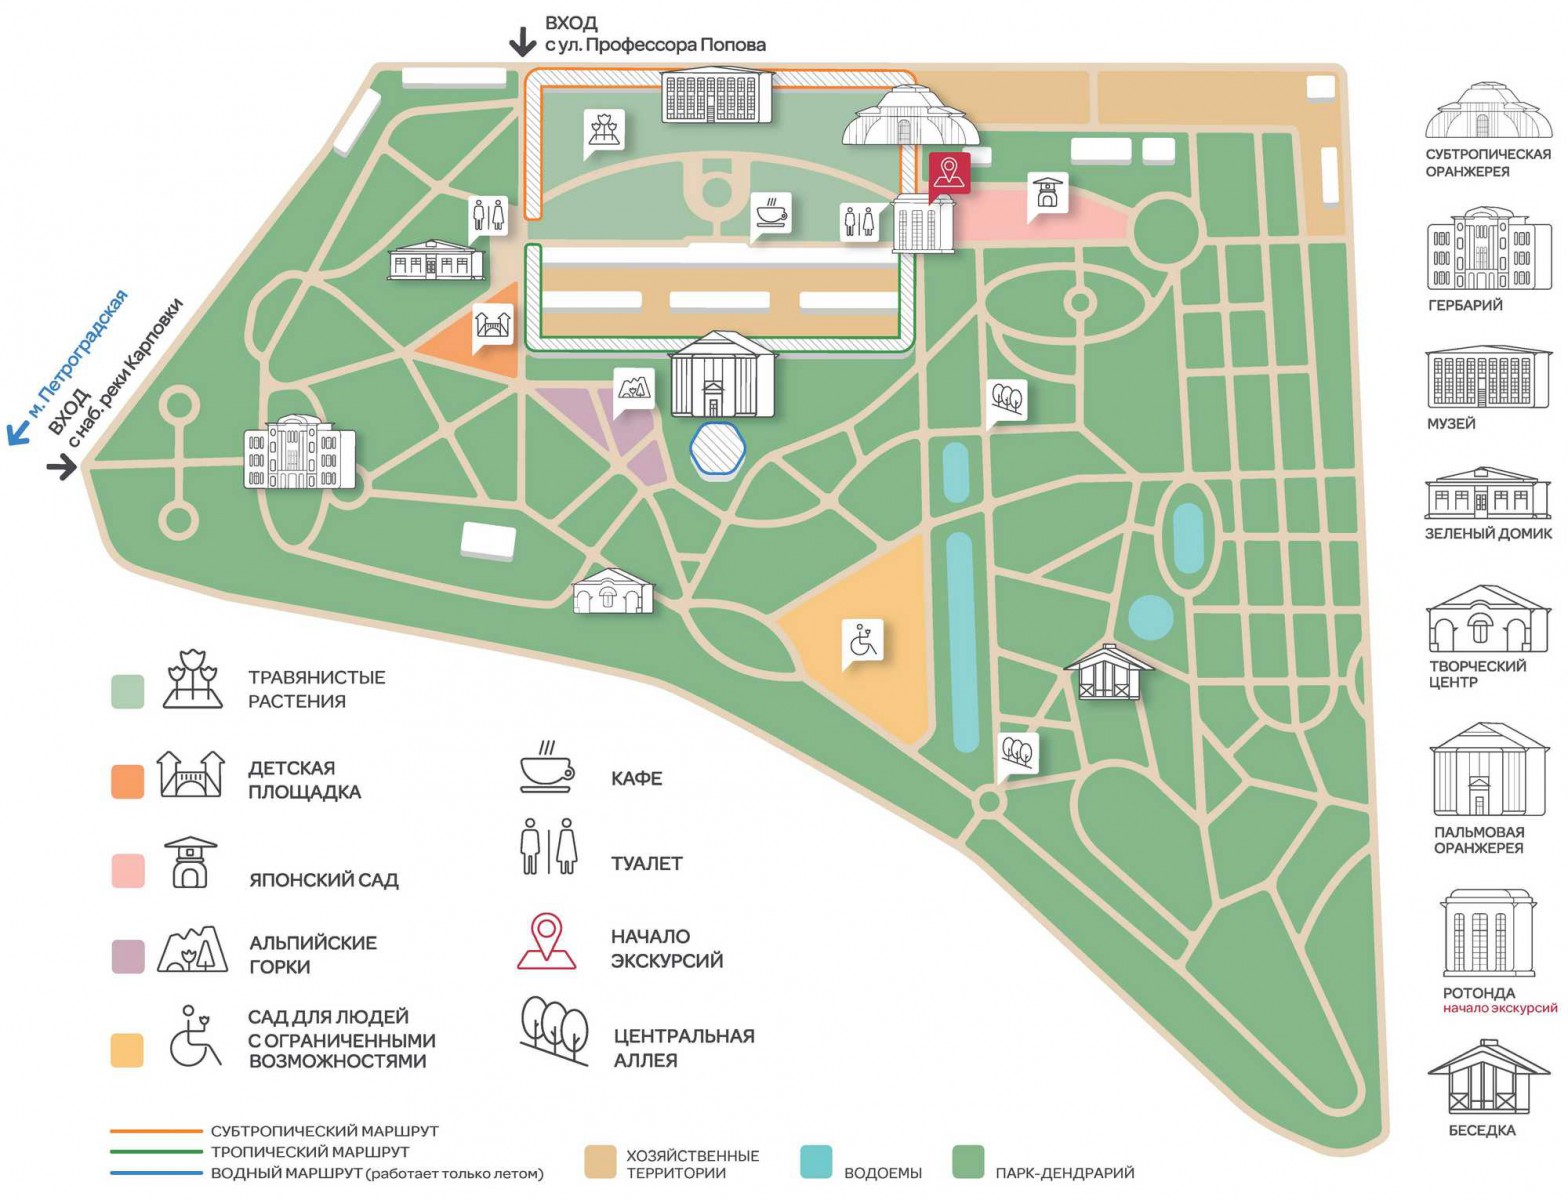 ВХОД
с ул. Профессора Попова
м. Петроградская
ВХОД
с наб. реки Карповки
СУБТРОПИЧЕСКАЯ
ОРАНЖЕРЕЯ
ГЕРБАРИЙ
МУЗЕЙ
ЗЕЛЕНЫЙ ДОМИК
ТВОРЧЕСКИЙ
ЦЕНТР
ПАЛЬМОВАЯ
ОРАНЖЕРЕЯ
РОТОНДА
начало экскурсий
БЕСЕДКА
ТРАВЯНИСТЫЕ
РАСТЕНИЯ
ДЕТСКАЯ
ПЛОЩАДКА
ЯПОНСКИЙ САД
АЛЬПИЙСКИЕ
ГОРКИ
САД ДЛЯ ЛЮДЕЙ
С ОГРАНИЧЕННЫМИ
ВОЗМОЖНОСТЯМИ
КАФЕ
ТУАЛЕТ
НАЧАЛО
ЭКСКУРСИЙ
ЦЕНТРАЛЬНАЯ
АЛЛЕЯ
СУБТРОПИЧЕСКИЙ МАРШРУТ
ТРОПИЧЕСКИЙ МАРШРУТ
ВОДНЫЙ МАРШРУТ (работает только летом)
ХОЗЯЙСТВЕННЫЕ
ТЕРРИТОРИИ
ВОДОЕМЫ
ПАРК-ДЕНДРАРИЙ